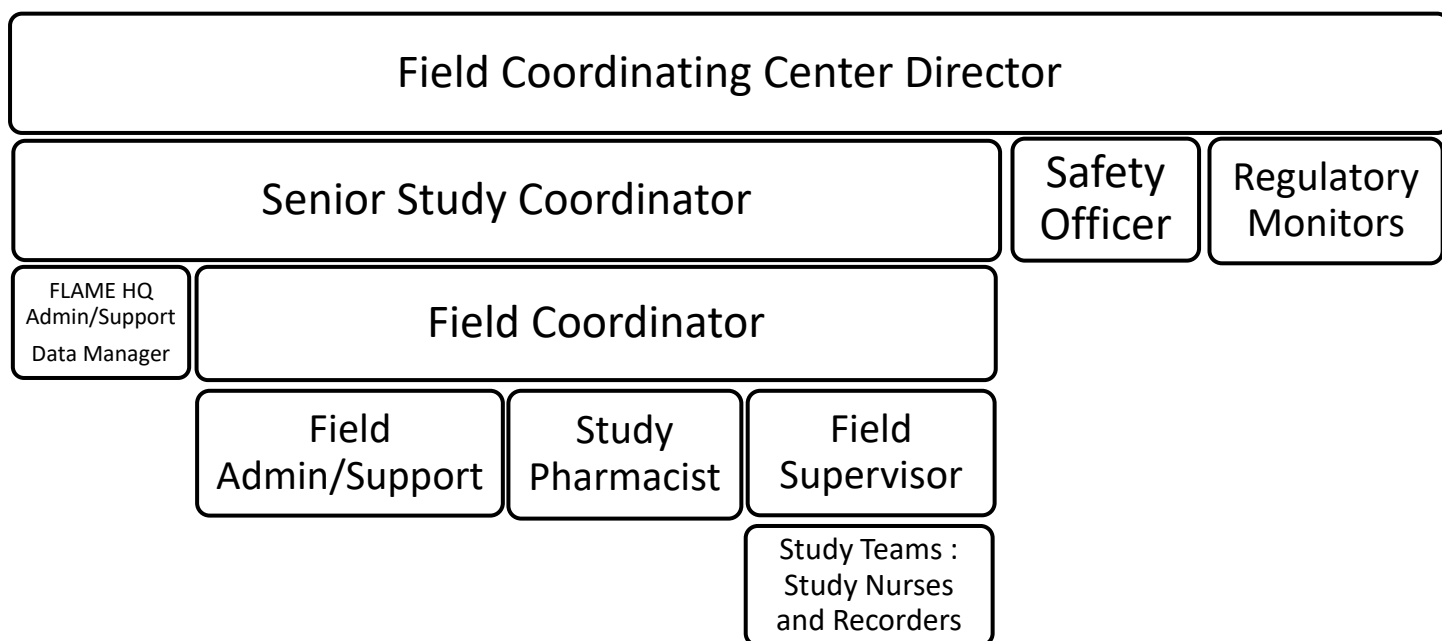 Field Coordinating Center Director
Senior Study Coordinator
Safety
Officer
Regulatory
Monitors
FLAME HQ
Admin/Support
Data Manager
Field Coordinator
Field
Admin/Support
Study
Pharmacist
Field
Supervisor
Study Teams :
Study Nurses
and Recorders